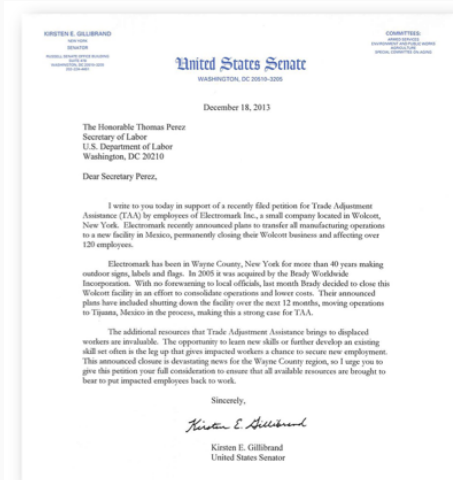 KIRSTEN E. GILLIBRAND
NEW YORK
SENATOR
RUSSELL SENATE OFFICE BUILDING
WASHINGTON, DC
COMMITTEES:
ARMED SERVICES
ENVIRONMENT AND PUBLIC WORKS
AGRICULTURE
SPECIAL COMMITTEE ON AGING
United States Senate
WASHINGTON, DC 20510–3205
December 18, 2013
The Honorable Thomas Perez
Secretary of Labor
U.S. Department of Labor
Washington, DC 20210
Dear Secretary Perez,
I write to you today in support of a recently filed petition for Trade Adjustment
Assistance (TAA) by employees of Electromark Inc., a small company located in Wolcott,
New York. Electromark recently announced plans to transfer all manufacturing operations
to a new facility in Mexico, permanently closing their Wolcott business and affecting over
120 employees.
Electromark has been in Wayne County, New York for more than 40 years making
outdoor signs, labels and flags. In 2005 it was acquired by the Brady Worldwide
Incorporation. With no forewarning to local officials, last month Brady decided to close this
Wolcott facility in an effort to consolidate operations and lower costs. Their announced
plans have included shutting down the facility over the next 12 months, moving operations
to Tijuana, Mexico in the process, making this a strong case for TAA.
The additional resources that Trade Adjustment Assistance brings to displaced
workers are invaluable. The opportunity to learn new skills or further develop an existing
skill set often is the leg up that gives impacted workers a chance to secure new employment.
This announced closure is devastating news for the Wayne County region, so I urge you to
give this petition your full consideration to ensure that all available resources are brought to
bear to put impacted employees back to work.
Sincerely,
Kirsten E. Gillibrand
Kirsten E. Gillibrand
United States Senator